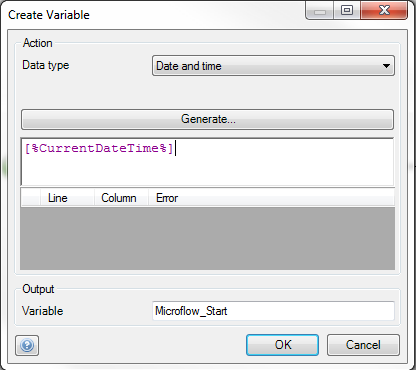 Create Variable
Action
Data type Date and time
Generate...
[%CurrentDateTime%]
Line Column Error
Output
Variable Microflow_Start
? OK Cancel